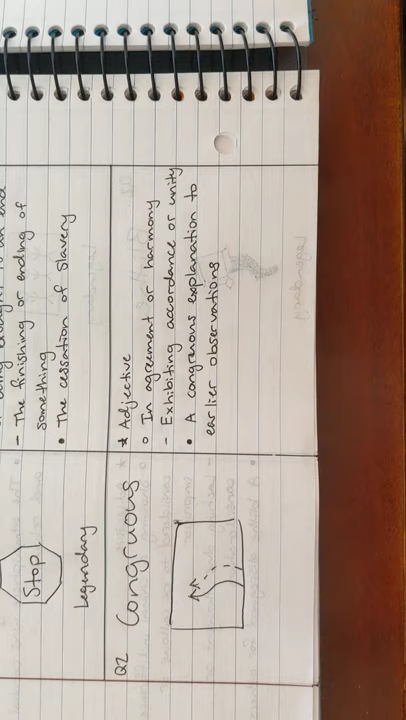 - The finishing or ending of
something
• The cessation of Slavery
Stop
Legendary
Q2 Congruous
* Adjective
o In agreement or harmony
- Exhibiting accordance or unity
• A congruous explanation to
earlier observations